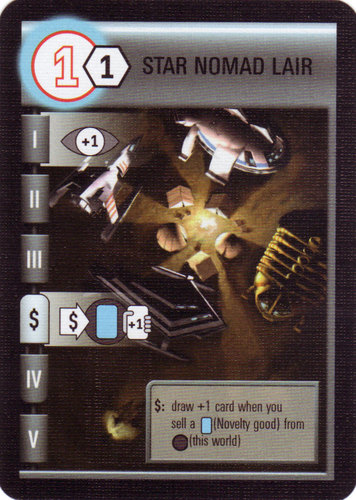 1 1 STAR NOMAD LAIR
I +1
II
III
$ $ +1
IV
V
$: draw +1 card when you
sell a (Novelty good) from
(this world)